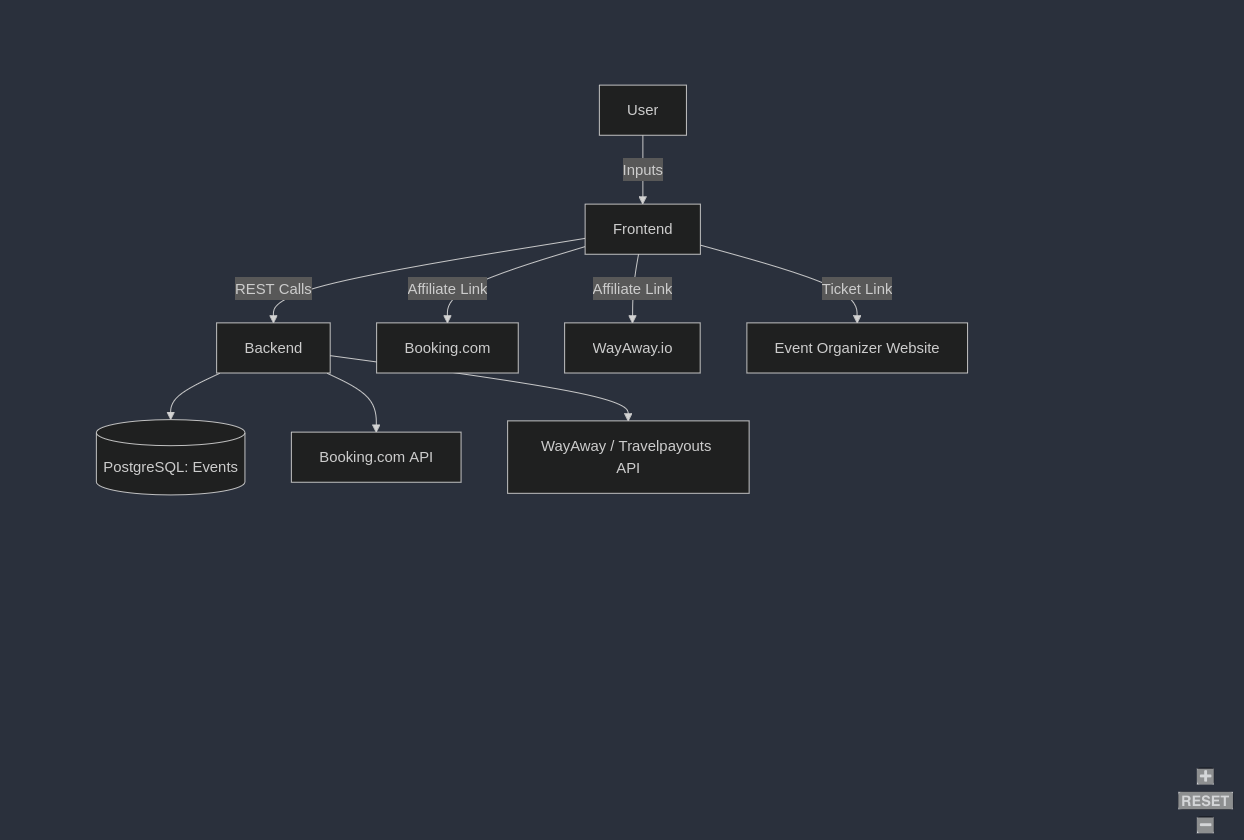 User
Inputs
Frontend
REST Calls
Affiliate Link
Affiliate Link
Ticket Link
Backend
Booking.com
WayAway.io
Event Organizer Website
PostgreSQL: Events
Booking.com API
WayAway / Travelpayouts
API
+
RESET
−